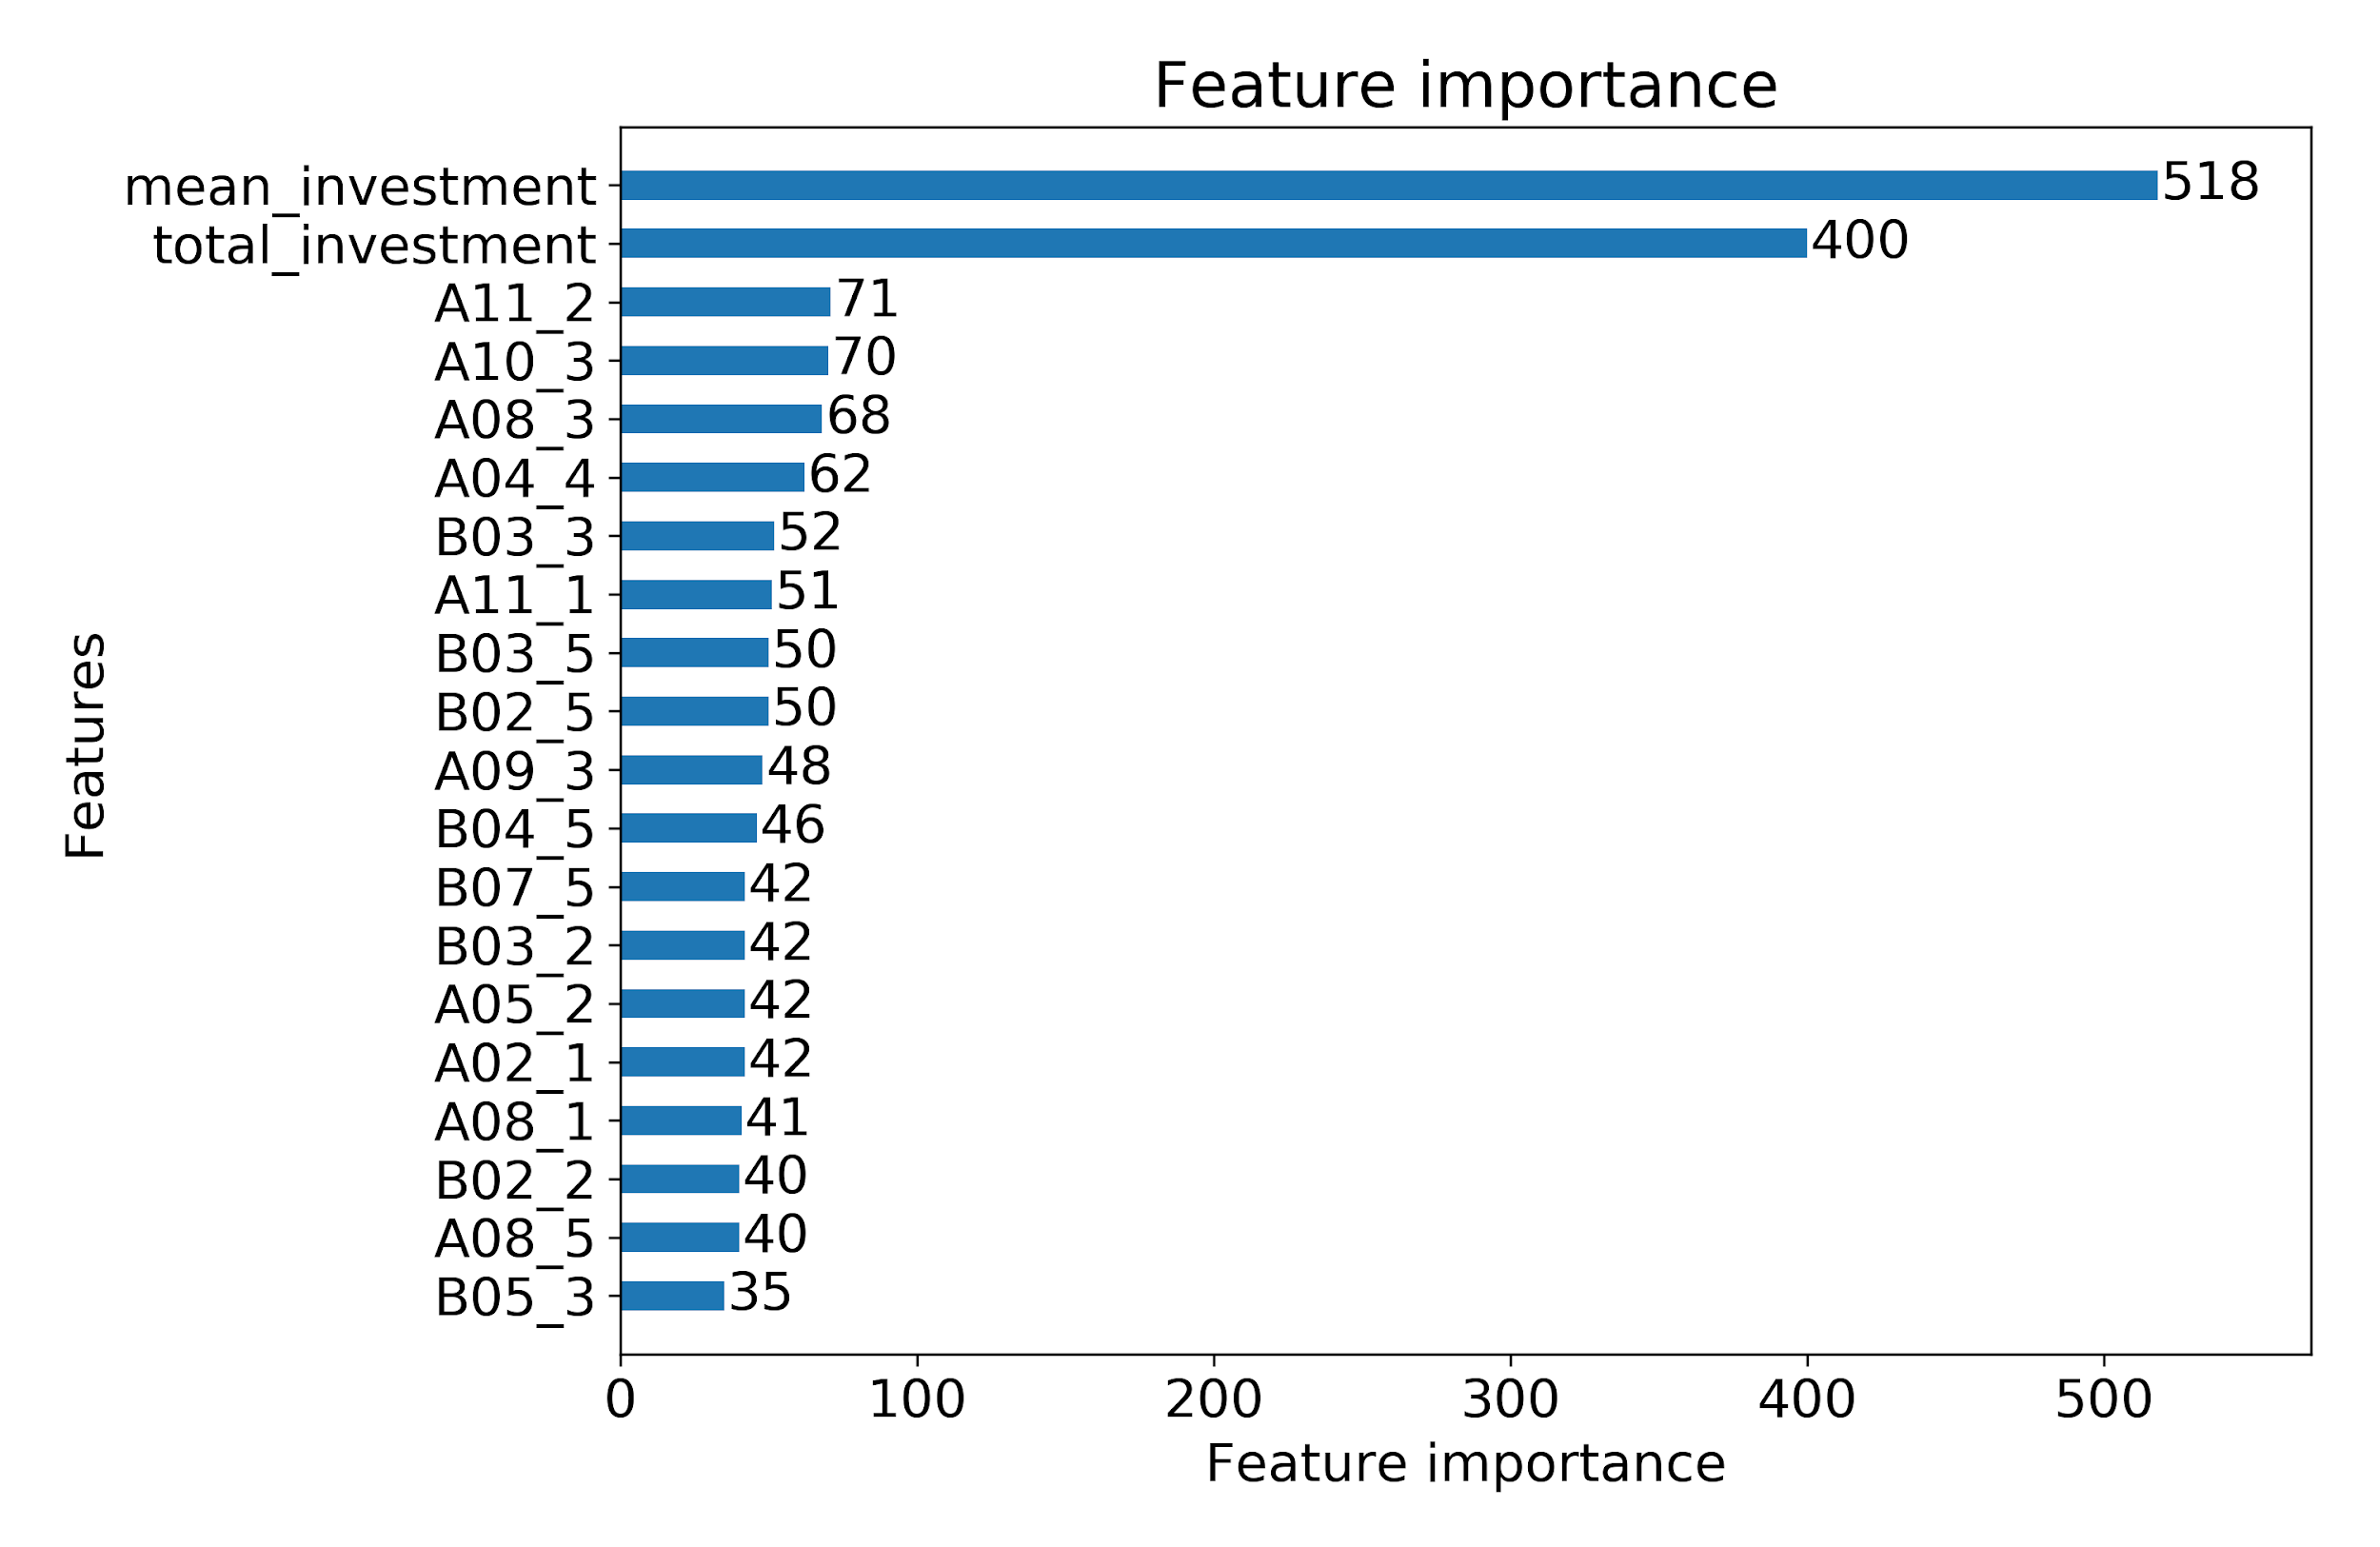 Feature importance
mean_investment 518
total_investment 400
A11_2 71
A10_3 70
A08_3 68
A04_4 62
B03_3 52
A11_1 51
B03_5 50
B02_5 50
A09_3 48
B04_5 46
B07_5 42
B03_2 42
A05_2 42
A02_1 42
A08_1 41
B02_2 40
A08_5 40
B05_3 35
Features
0 100 200 300 400 500
Feature importance